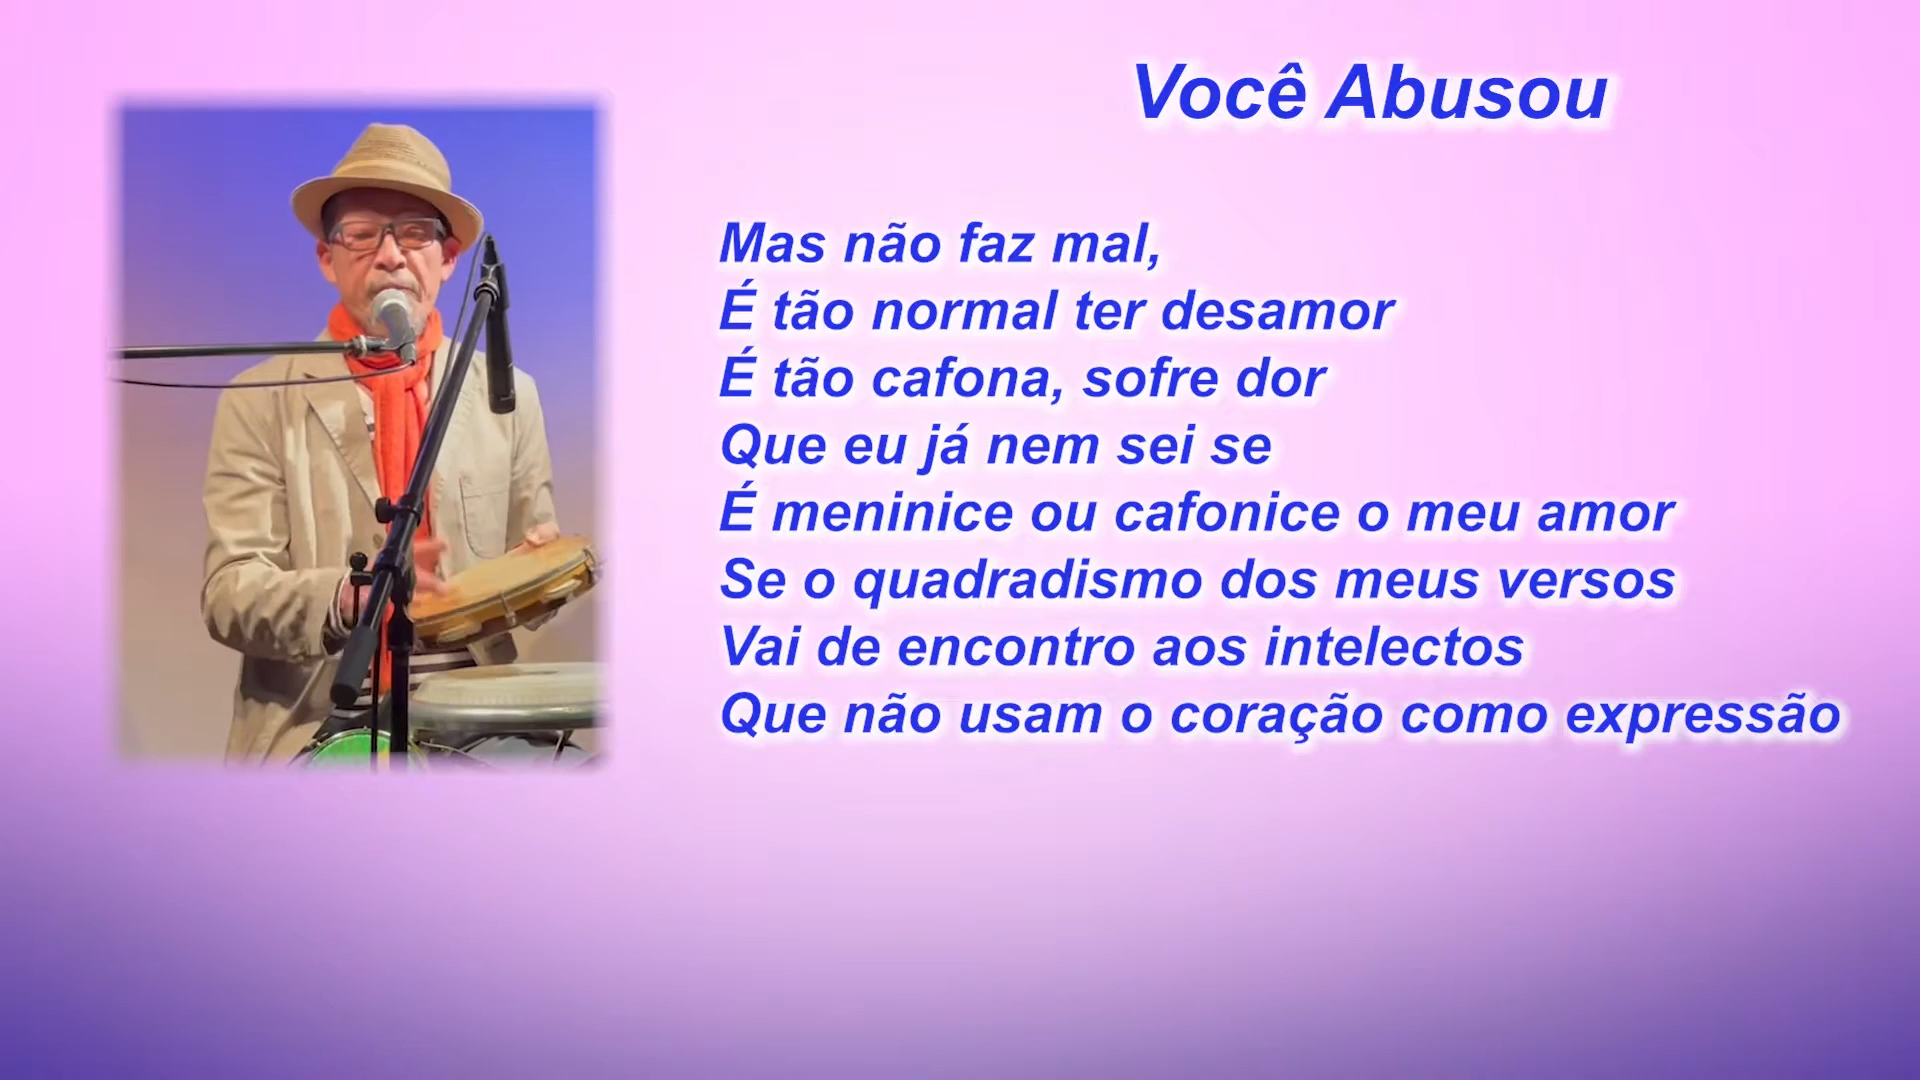 Você Abusou
Mas não faz mal,
É tão normal ter desamor
É tão cafona, sofre dor
Que eu já nem sei se
É meninice ou cafonice o meu amor
Se o quadradismo dos meus versos
Vai de encontro aos intelectos
Que não usam o coração como expressão